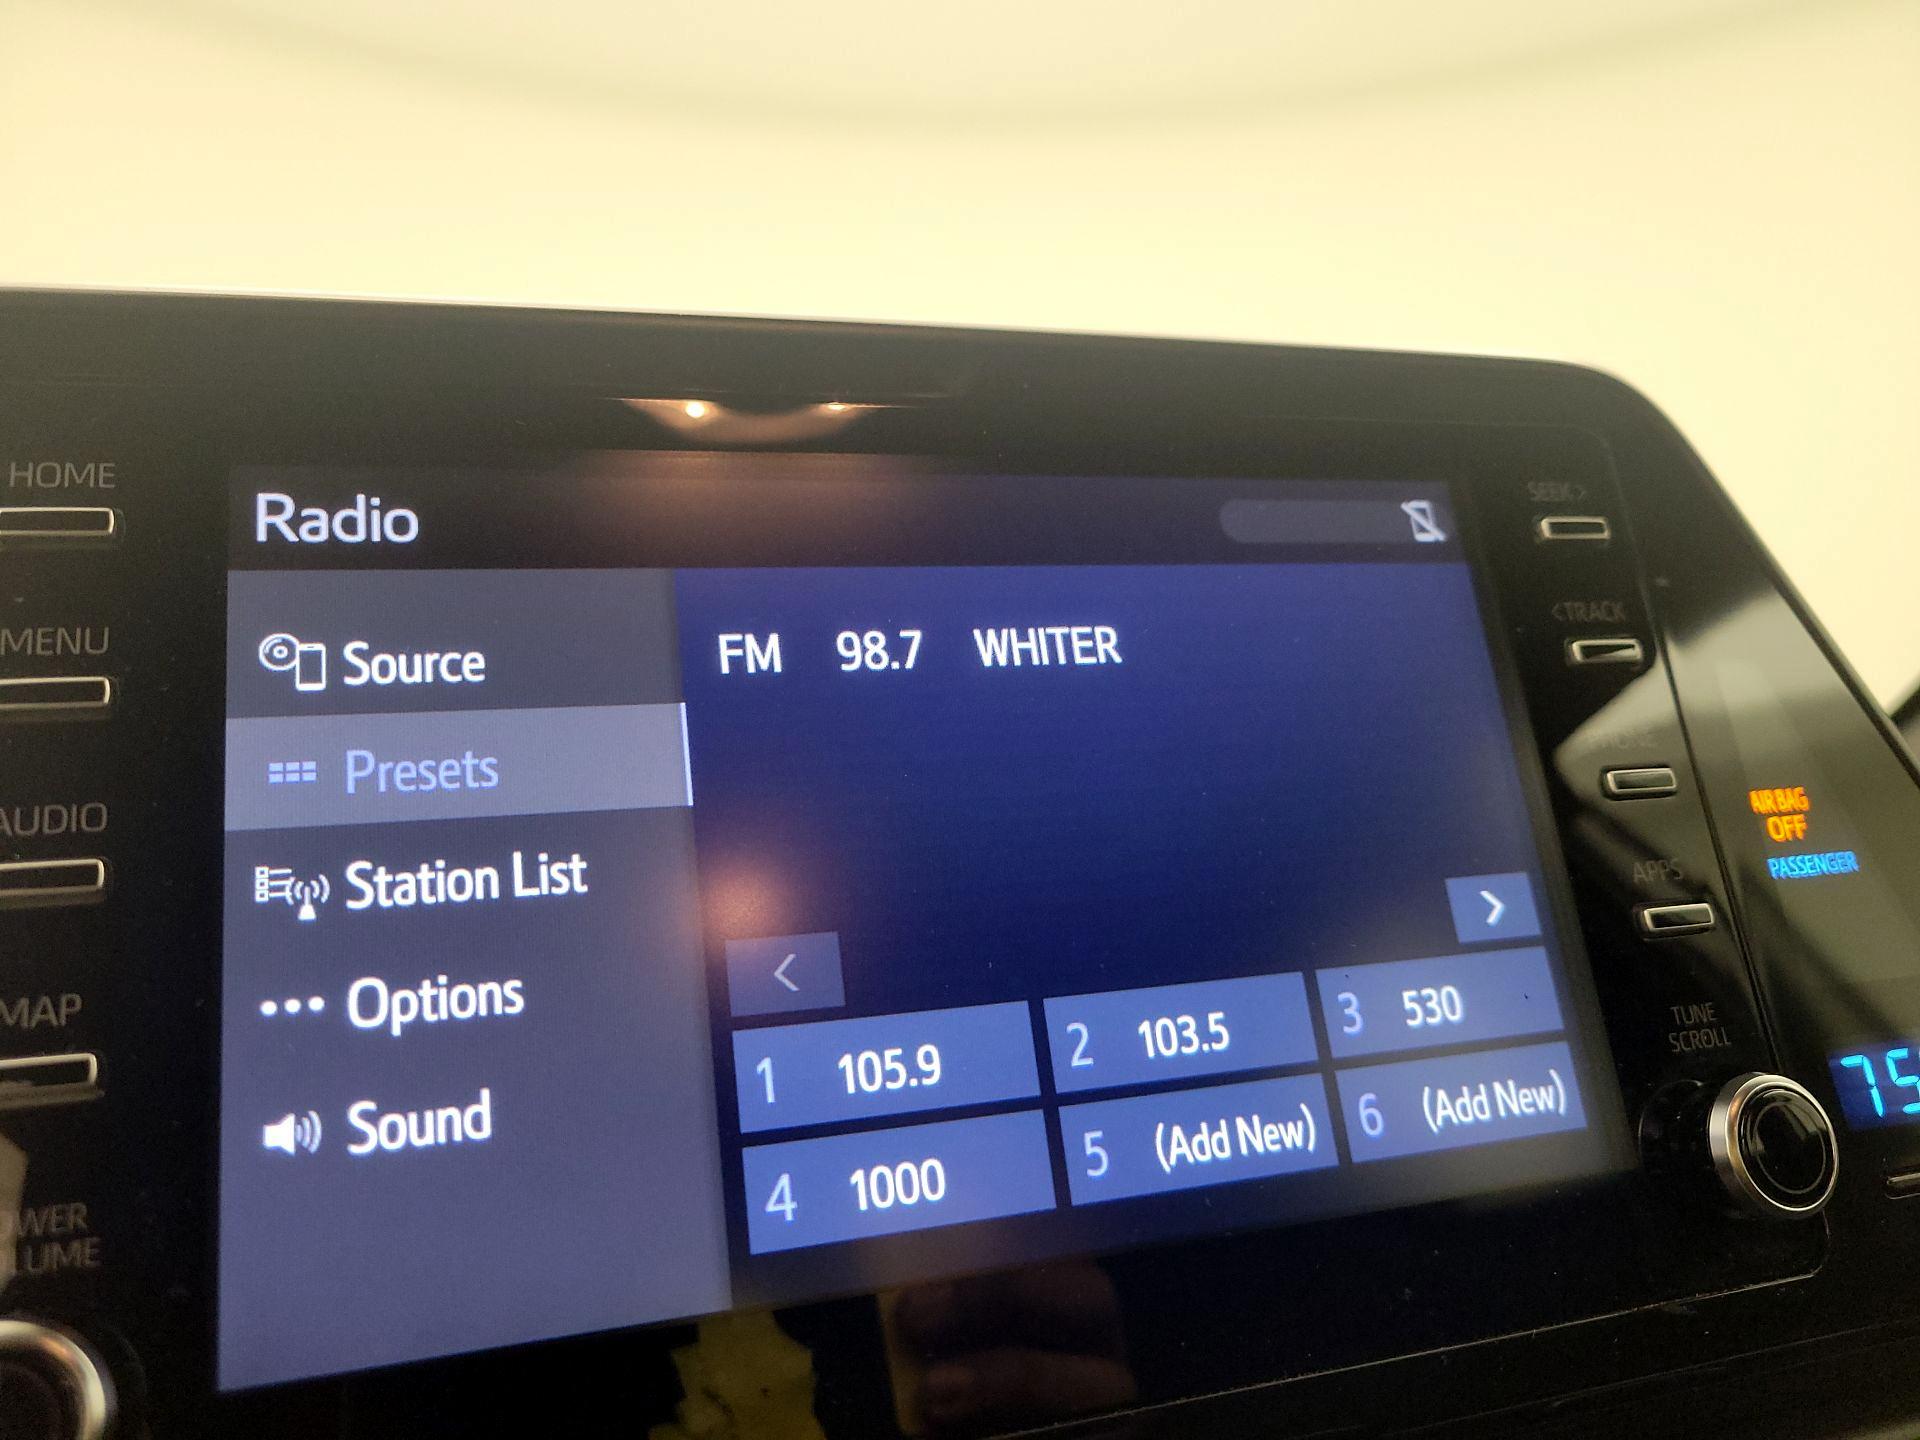 HOME
MENU
AUDIO
MAP
Radio
Source
Presets
Station List
Options
Sound
FM 98.7 WHITER
<
>
1 105.9
2 103.5
3 530
4 1000
5 (Add New)
6 (Add New)
SEEK >
< TRACK
PHONE
APPS
TUNE
SCROLL
AIR BAG
OFF
PASSENGER